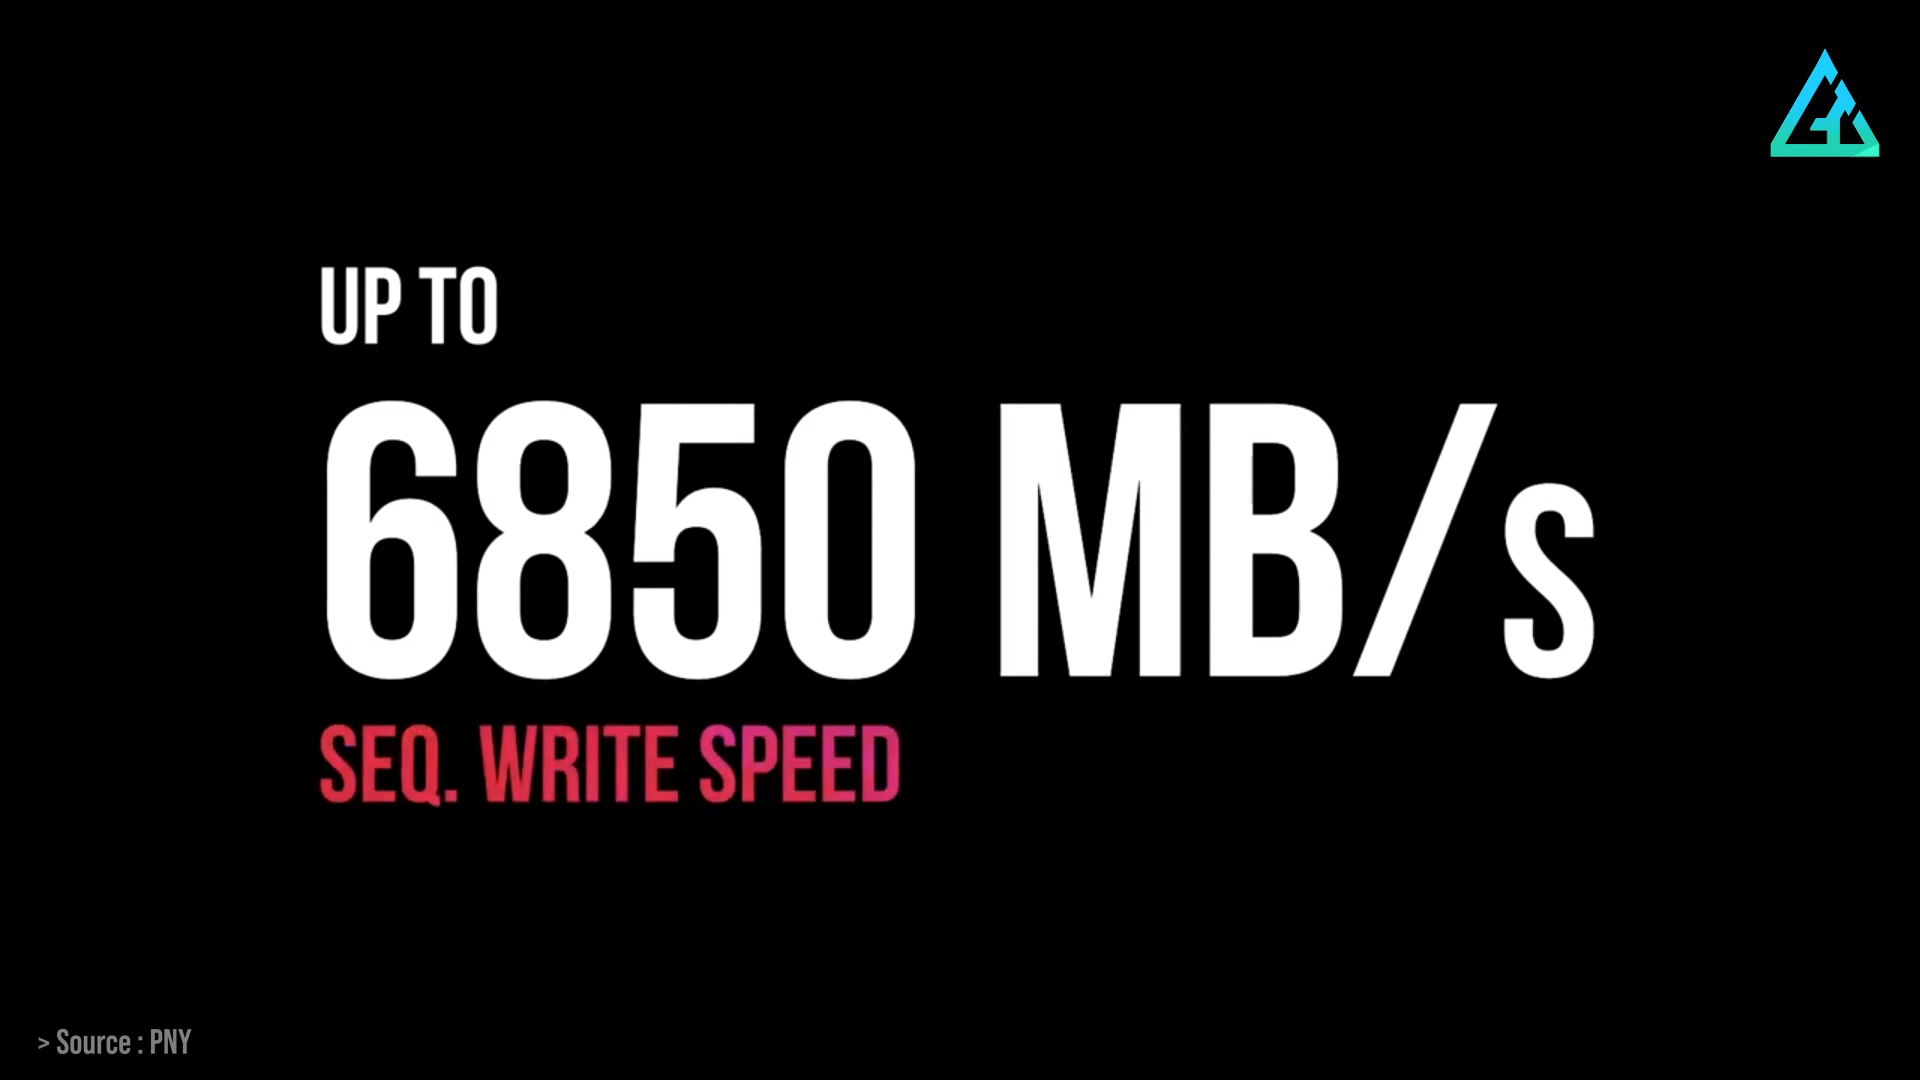 UP TO
6850 MB/s
SEQ. WRITE SPEED
> Source : PNY